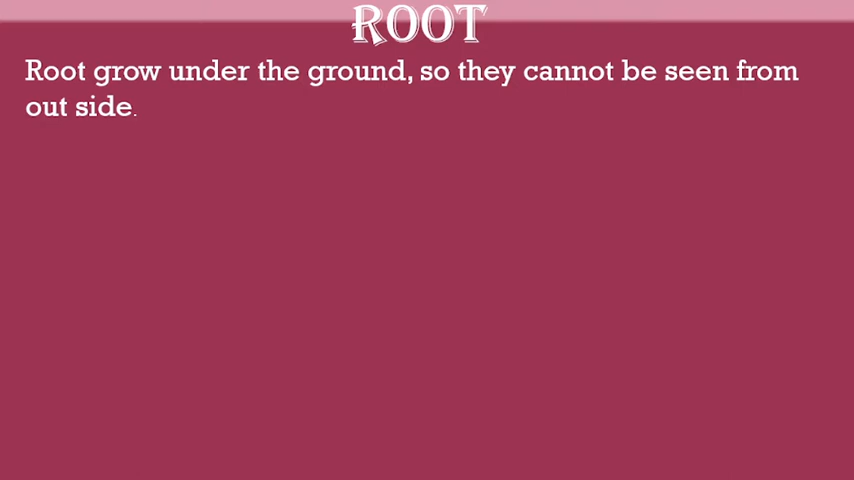 ROOT
Root grow under the ground, so they cannot be seen from
out side.